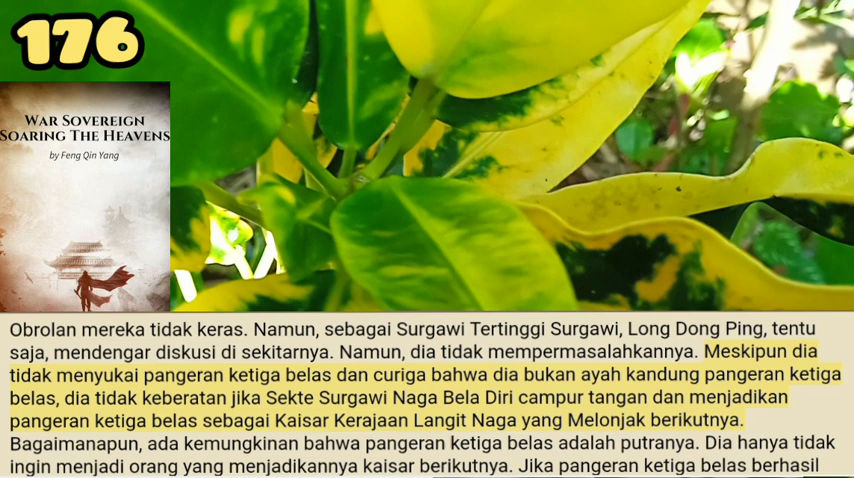 176
WAR SOVEREIGN
SOARING THE HEAVENS
by Feng Qin Yang
Obrolan mereka tidak keras. Namun, sebagai Surgawi Tertinggi Surgawi, Long Dong Ping, tentu
saja, mendengar diskusi di sekitarnya. Namun, dia tidak mempermasalahkannya. Meskipun dia
tidak menyukai pangeran ketiga belas dan curiga bahwa dia bukan ayah kandung pangeran ketiga
belas, dia tidak keberatan jika Sekte Surgawi Naga Bela Diri campur tangan dan menjadikan
pangeran ketiga belas sebagai Kaisar Kerajaan Langit Naga yang Melonjak berikutnya.
Bagaimanapun, ada kemungkinan bahwa pangeran ketiga belas adalah putranya. Dia hanya tidak
ingin menjadi orang yang menjadikannya kaisar berikutnya. Jika pangeran ketiga belas berhasil